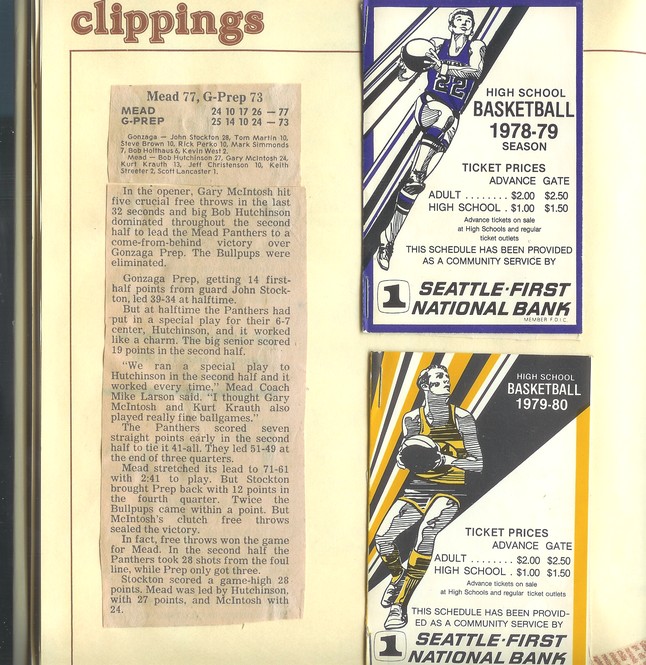 clippings
Mead 77, G-Prep 73
MEAD 24 10 17 26 — 77
G-PREP 25 14 10 24 — 73
Gonzaga — John Stockton 28, Tom Martin 10,
Steve Brown 10, Rick Perko 10, Mark Simmonds
7, Bob Holfhaus 6, Kevin West 2.
Mead — Bob Hutchinson 27, Gary McIntosh 24,
Kurt Krauth 13, Jeff Christenson 10, Keith
Streeter 2, Scott Lancaster 1.
In the opener, Gary McIntosh hit
five crucial free throws in the last
32 seconds and big Bob Hutchinson
dominated throughout the second
half to lead the Mead Panthers to a
come-from-behind victory over
Gonzaga Prep. The Bullpups were
eliminated.
Gonzaga Prep, getting 14 first-
half points from guard John Stock-
ton, led 39-34 at halftime.
But at halftime the Panthers had
put in a special play for their 6-7
center, Hutchinson, and it worked
like a charm. The big senior scored
19 points in the second half.
"We ran a special play to
Hutchinson in the second half and it
worked every time," Mead Coach
Mike Larson said. "I thought Gary
McIntosh and Kurt Krauth also
played really fine ballgames."
The Panthers scored seven
straight points early in the second
half to tie it 41-all. They led 51-49 at
the end of three quarters.
Mead stretched its lead to 71-61
with 2:41 to play. But Stockton
brought Prep back with 12 points in
the fourth quarter. Twice the
Bullpups came within a point. But
McIntosh's clutch free throws
sealed the victory.
In fact, free throws won the game
for Mead. In the second half the
Panthers took 28 shots from the foul
line, while Prep only got three.
Stockton scored a game-high 28
points. Mead was led by Hutchinson,
with 27 points, and McIntosh with
24.
22
HIGH SCHOOL
BASKETBALL
1978-79
SEASON
TICKET PRICES
ADVANCE GATE
ADULT ........ $2.00 $2.50
HIGH SCHOOL . $1.00 $1.50
Advance tickets on sale
at High Schools and regular
ticket outlets
THIS SCHEDULE HAS BEEN PROVIDED
AS A COMMUNITY SERVICE BY
1 SEATTLE·FIRST
NATIONAL BANK
MEMBER F.D.I.C.
HIGH SCHOOL
BASKETBALL
1979-80
TICKET PRICES
ADVANCE GATE
ADULT ........ $2.00 $2.50
HIGH SCHOOL . $1.00 $1.50
Advance tickets on sale
at High Schools and regular ticket outlets
THIS SCHEDULE HAS BEEN PROVID-
ED AS A COMMUNITY SERVICE BY
1 SEATTLE·FIRST
NATIONAL BANK